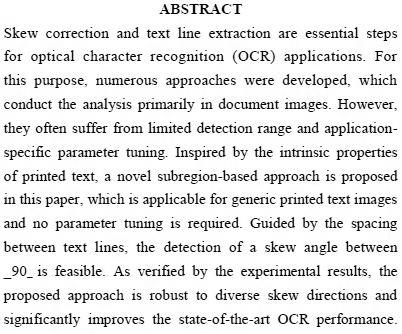 ABSTRACT
Skew correction and text line extraction are essential steps
for optical character recognition (OCR) applications. For
this purpose, numerous approaches were developed, which
conduct the analysis primarily in document images. However,
they often suffer from limited detection range and application-
specific parameter tuning. Inspired by the intrinsic properties
of printed text, a novel subregion-based approach is proposed
in this paper, which is applicable for generic printed text images
and no parameter tuning is required. Guided by the spacing
between text lines, the detection of a skew angle between
_90_ is feasible. As verified by the experimental results, the
proposed approach is robust to diverse skew directions and
significantly improves the state-of-the-art OCR performance.